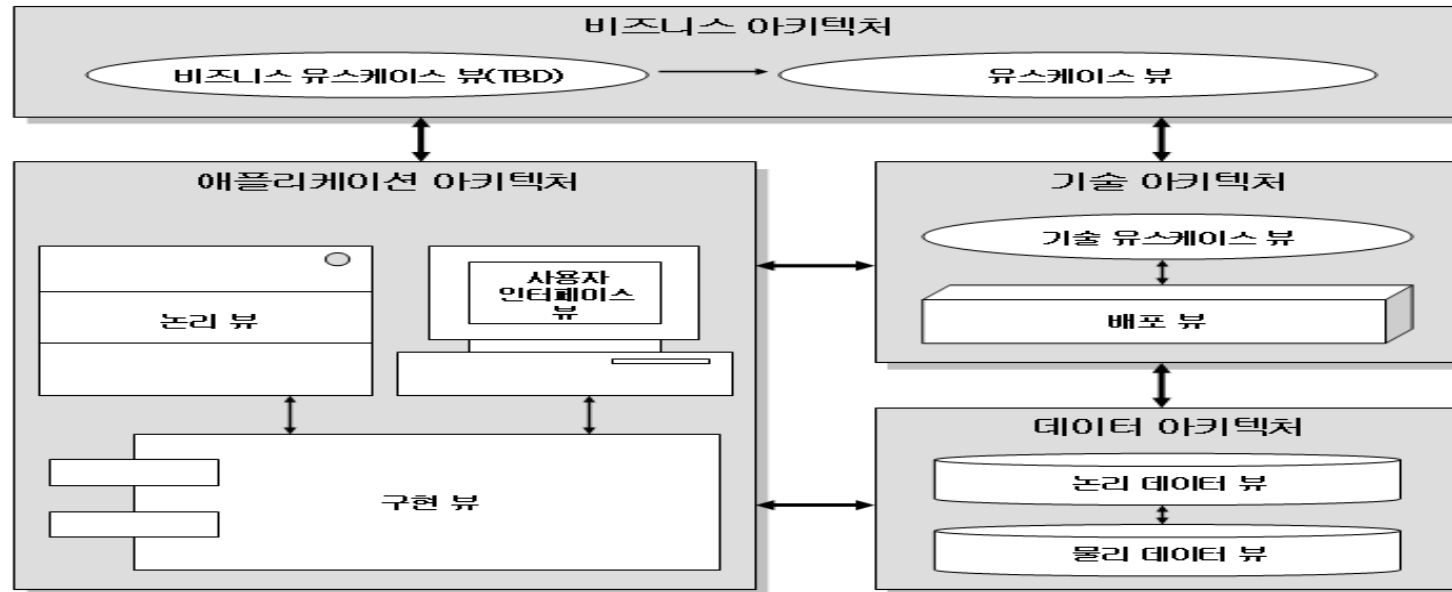 비즈니스 아키텍처
비즈니스 유스케이스 뷰(TBD)
유스케이스 뷰
애플리케이션 아키텍처
논리 뷰
사용자
인터페이스
뷰
구현 뷰
기술 아키텍처
기술 유스케이스 뷰
배포 뷰
데이터 아키텍처
논리 데이터 뷰
물리 데이터 뷰